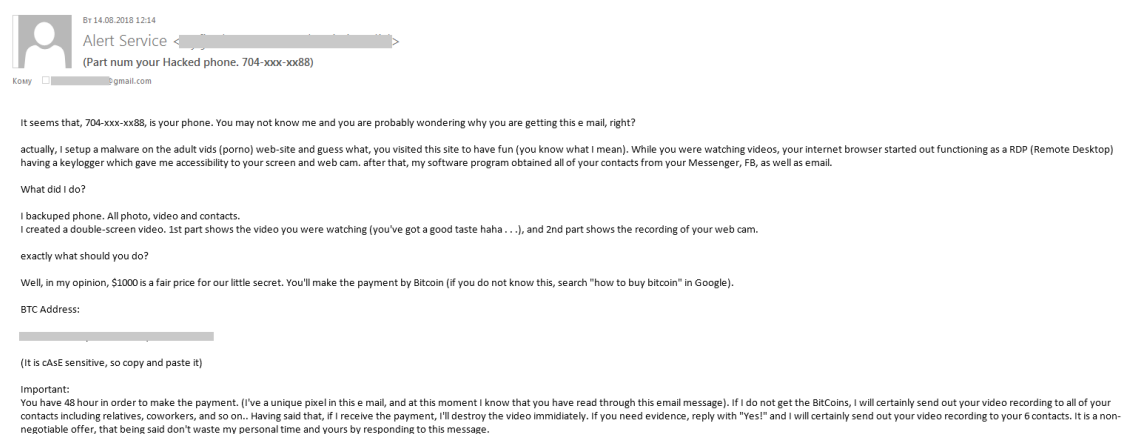 Вт 14.08.2018 12:14
Alert Service < >
(Part num your Hacked phone. 704-xxx-xx88)
Кому @gmail.com
It seems that, 704-xxx-xx88, is your phone. You may not know me and you are probably wondering why you are getting this e mail, right?
actually, I setup a malware on the adult vids (porno) web-site and guess what, you visited this site to have fun (you know what I mean). While you were watching videos, your internet browser started out functioning as a RDP (Remote Desktop)
having a keylogger which gave me accessibility to your screen and web cam. after that, my software program obtained all of your contacts from your Messenger, FB, as well as email.
What did I do?
I backuped phone. All photo, video and contacts.
I created a double-screen video. 1st part shows the video you were watching (you've got a good taste haha . . .), and 2nd part shows the recording of your web cam.
exactly what should you do?
Well, in my opinion, $1000 is a fair price for our little secret. You'll make the payment by Bitcoin (if you do not know this, search "how to buy bitcoin" in Google).
BTC Address:
(It is cAsE sensitive, so copy and paste it)
Important:
You have 48 hour in order to make the payment. (I've a unique pixel in this e mail, and at this moment I know that you have read through this email message). If I do not get the BitCoins, I will certainly send out your video recording to all of your
contacts including relatives, coworkers, and so on.. Having said that, if I receive the payment, I'll destroy the video immidiately. If you need evidence, reply with "Yes!" and I will certainly send out your video recording to your 6 contacts. It is a non-
negotiable offer, that being said don't waste my personal time and yours by responding to this message.